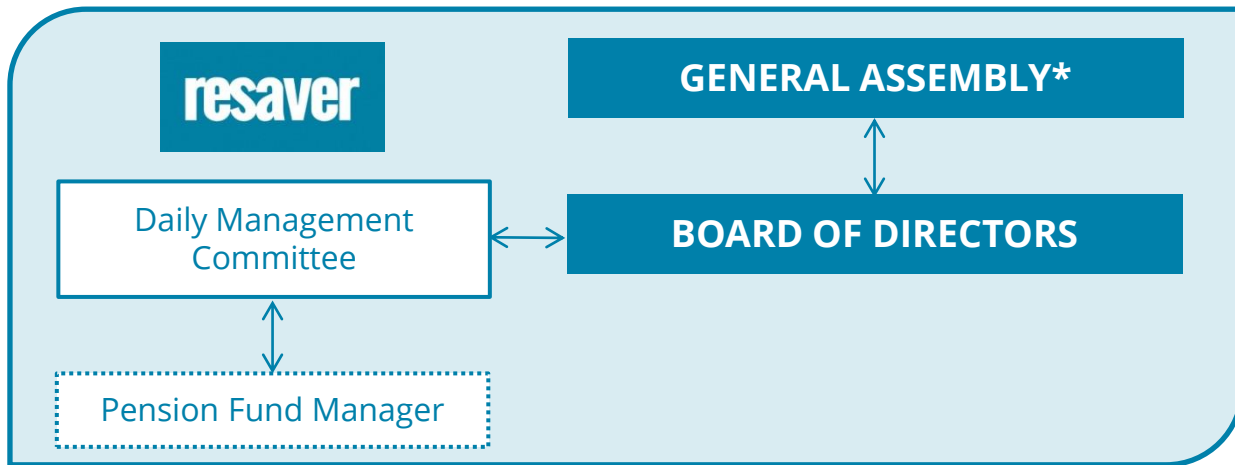 resaver
GENERAL ASSEMBLY*
Daily Management
Committee
BOARD OF DIRECTORS
Pension Fund Manager